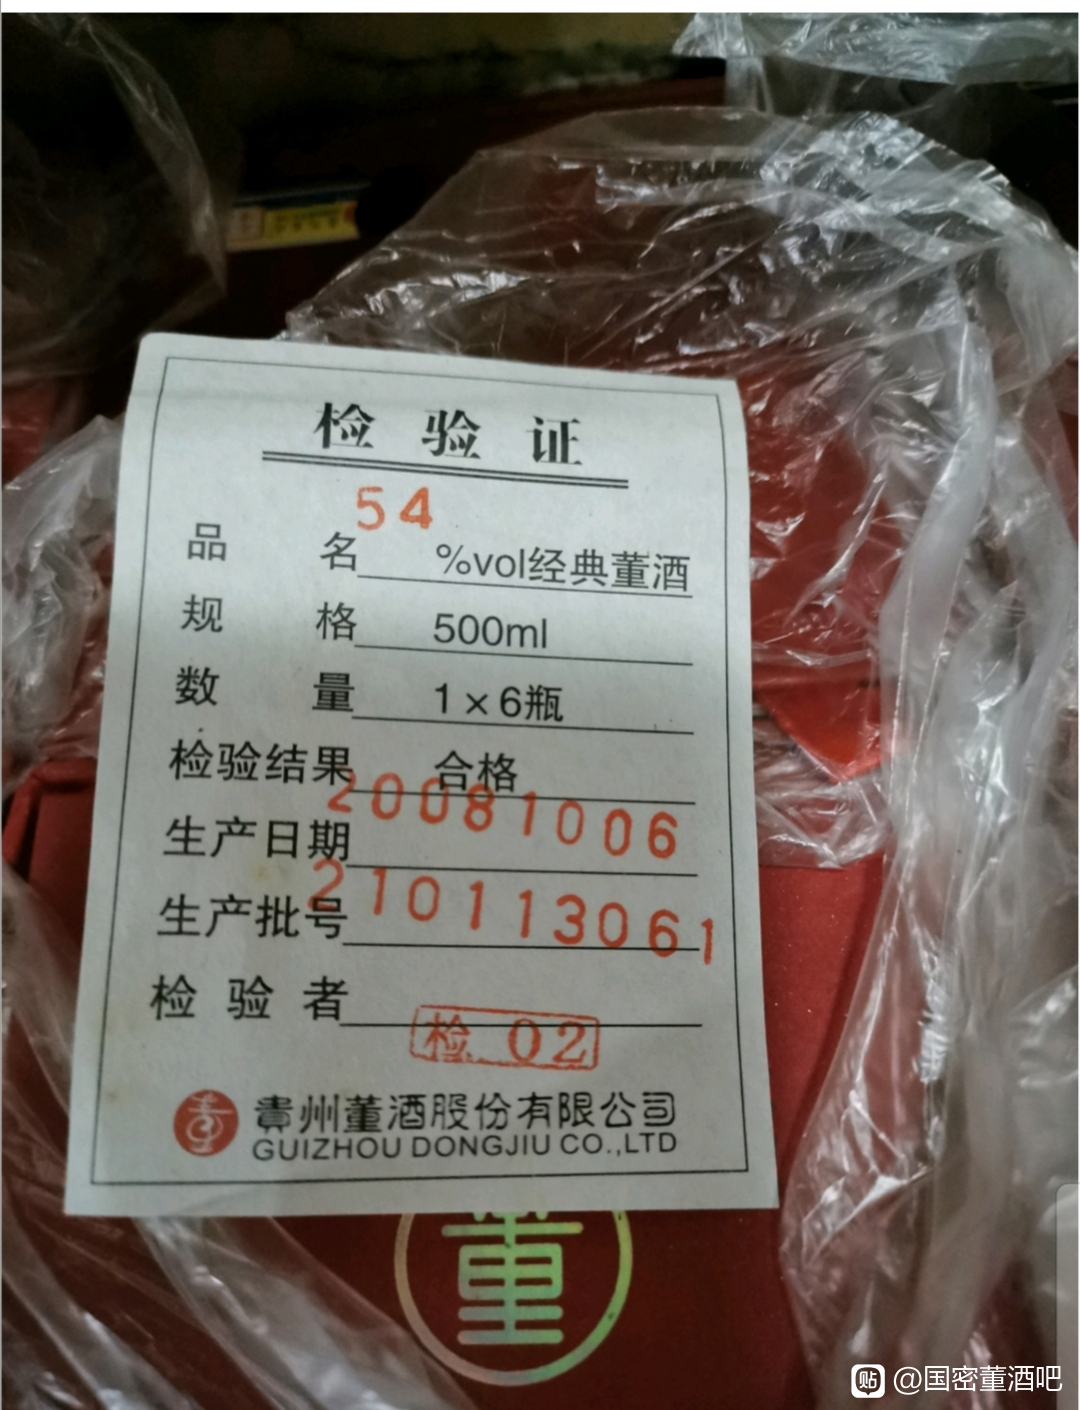 检验证
54
品名 %vol经典董酒
规格 500ml
数量 1×6瓶
检验结果 合格
生产日期 20081006
生产批号 210113061
检验者 检 02
貴州董酒股份有限公司
GUIZHOU DONGJIU CO.,LTD
董
贴 @国密董酒吧